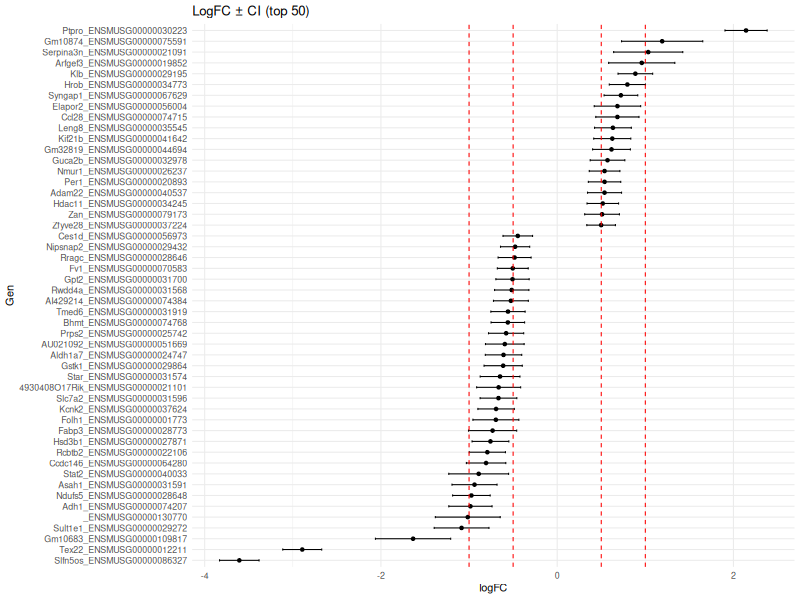 LogFC ± CI (top 50)
Ptpro_ENSMUSG00000030223
Gm10874_ENSMUSG00000075591
Serpina3n_ENSMUSG00000021091
Arfgef3_ENSMUSG00000019852
Klb_ENSMUSG00000029195
Hrob_ENSMUSG00000034773
Syngap1_ENSMUSG00000067629
Elapor2_ENSMUSG00000056004
Ccl28_ENSMUSG00000074715
Leng8_ENSMUSG00000035545
Kif21b_ENSMUSG00000041642
Gm32819_ENSMUSG00000044694
Guca2b_ENSMUSG00000032978
Nmur1_ENSMUSG00000026237
Per1_ENSMUSG00000020893
Adam22_ENSMUSG00000040537
Hdac11_ENSMUSG00000034245
Zan_ENSMUSG00000079173
Zfyve28_ENSMUSG00000037224
Ces1d_ENSMUSG00000056973
Nipsnap2_ENSMUSG00000029432
Rragc_ENSMUSG00000028646
Fv1_ENSMUSG00000070583
Gpt2_ENSMUSG00000031700
Rwdd4a_ENSMUSG00000031568
AI429214_ENSMUSG00000074384
Tmed6_ENSMUSG00000031919
Bhmt_ENSMUSG00000074768
Prps2_ENSMUSG00000025742
AU021092_ENSMUSG00000051669
Aldh1a7_ENSMUSG00000024747
Gstk1_ENSMUSG00000029864
Star_ENSMUSG00000031574
4930408O17Rik_ENSMUSG00000021101
Slc7a2_ENSMUSG00000031596
Kcnk2_ENSMUSG00000037624
Folh1_ENSMUSG00000001773
Fabp3_ENSMUSG00000028773
Hsd3b1_ENSMUSG00000027871
Rcbtb2_ENSMUSG00000022106
Ccdc146_ENSMUSG00000064280
Stat2_ENSMUSG00000040033
Asah1_ENSMUSG00000031591
Ndufs5_ENSMUSG00000028648
Adh1_ENSMUSG00000074207
_ENSMUSG00000130770
Sult1e1_ENSMUSG00000029272
Gm10683_ENSMUSG00000109817
Tex22_ENSMUSG00000012211
Slfn5os_ENSMUSG00000086327
Gen
-4 -2 0 2
logFC